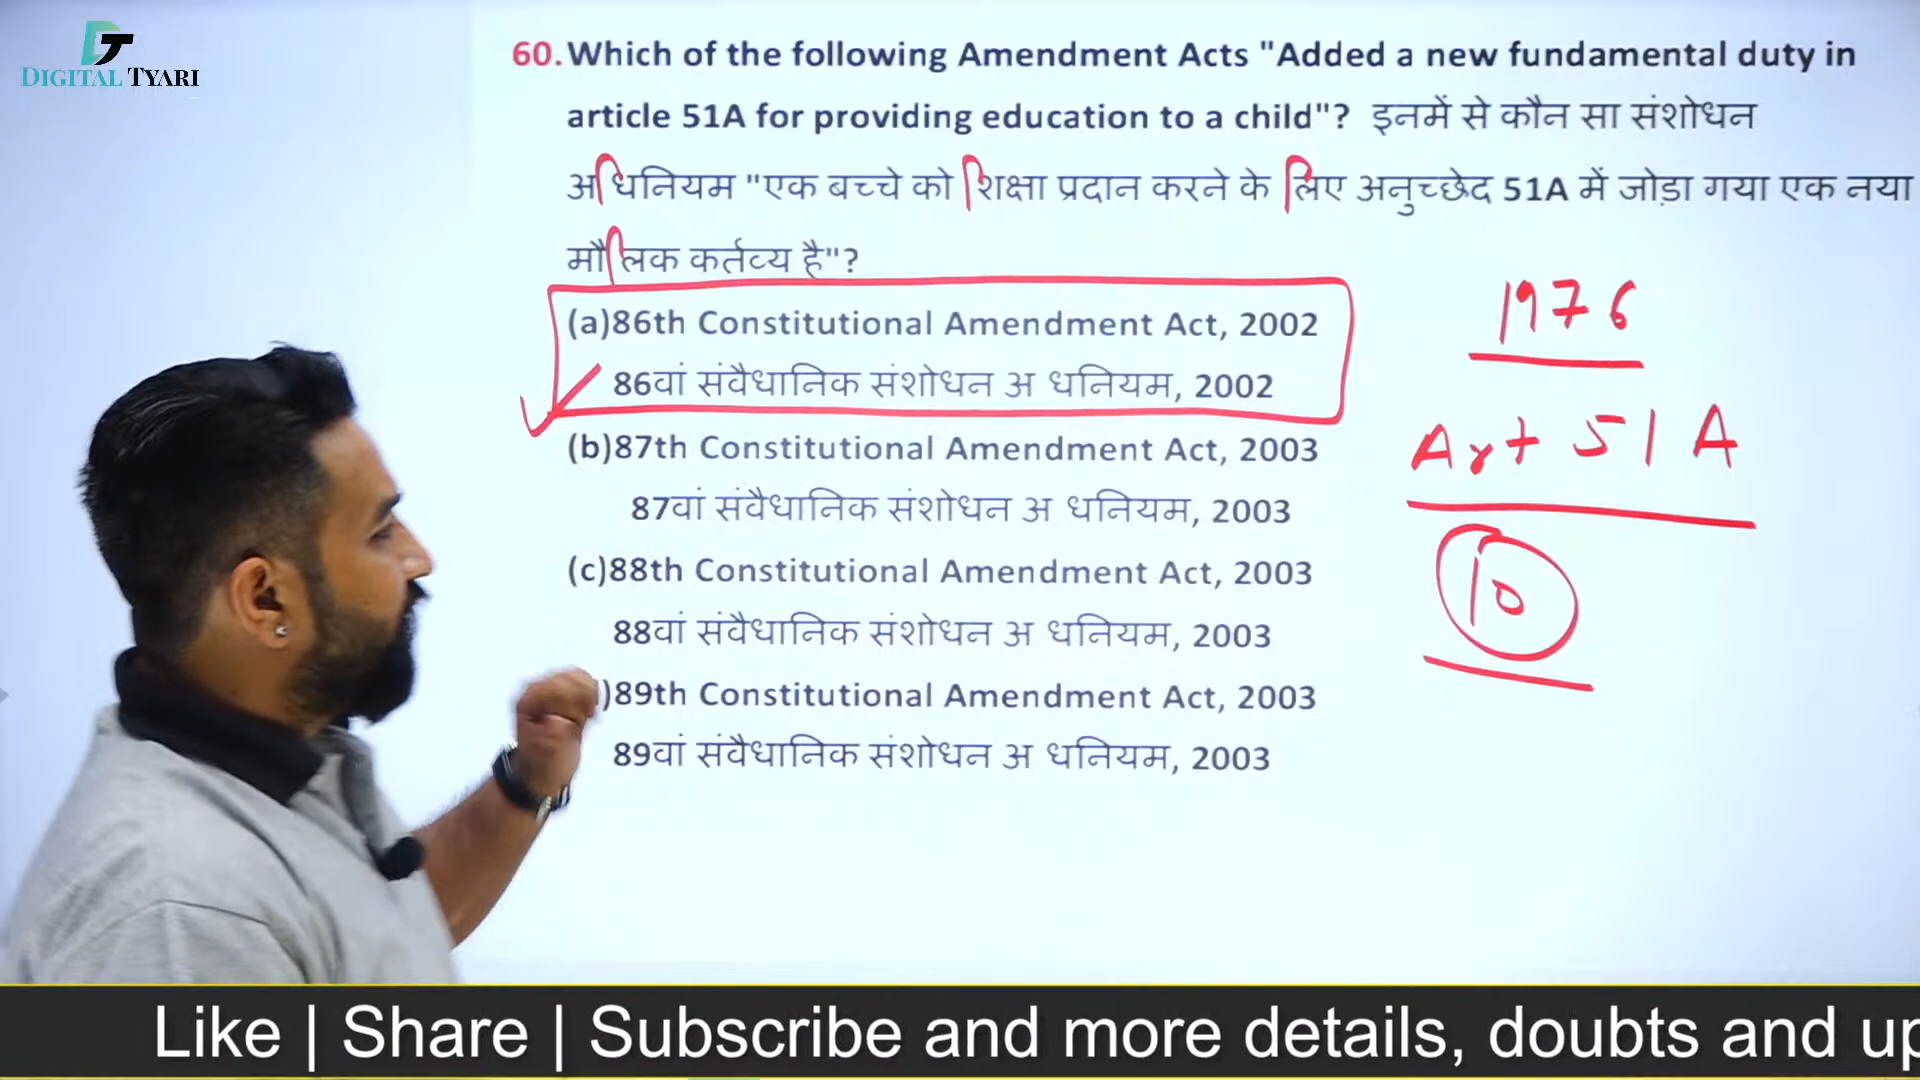 DT
DIGITAL TYARI
60. Which of the following Amendment Acts "Added a new fundamental duty in
article 51A for providing education to a child"? इनमें से कौन सा संशोधन
अधिनियम "एक बच्चे को शिक्षा प्रदान करने के लिए अनुच्छेद 51A में जोड़ा गया एक नया
मौलिक कर्तव्य है"?
(a)86th Constitutional Amendment Act, 2002
86वां संवैधानिक संशोधन अ धनियम, 2002
(b)87th Constitutional Amendment Act, 2003
87वां संवैधानिक संशोधन अ धनियम, 2003
(c)88th Constitutional Amendment Act, 2003
88वां संवैधानिक संशोधन अ धनियम, 2003
)89th Constitutional Amendment Act, 2003
89वां संवैधानिक संशोधन अ धनियम, 2003
1976
Art 51 A
10
Like | Share | Subscribe and more details, doubts and up